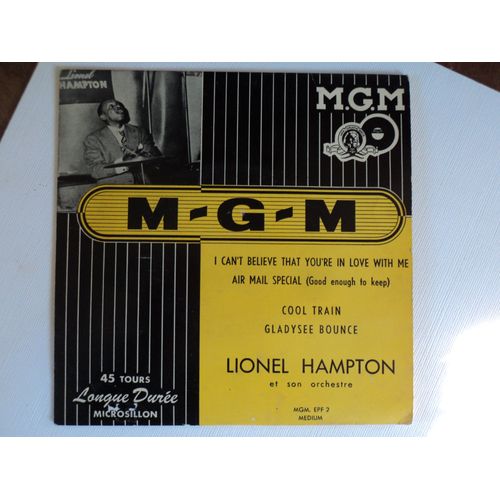 Lionel
HAMPTON
M.G.M
M-G-M
I CAN'T BELIEVE THAT YOU'RE IN LOVE WITH ME
AIR MAIL SPECIAL (Good enough to keep)
COOL TRAIN
GLADYSEE BOUNCE
LIONEL HAMPTON
et son orchestre
45 TOURS
Longue Durée
MICROSILLON
MGM. EPF 2
MEDIUM